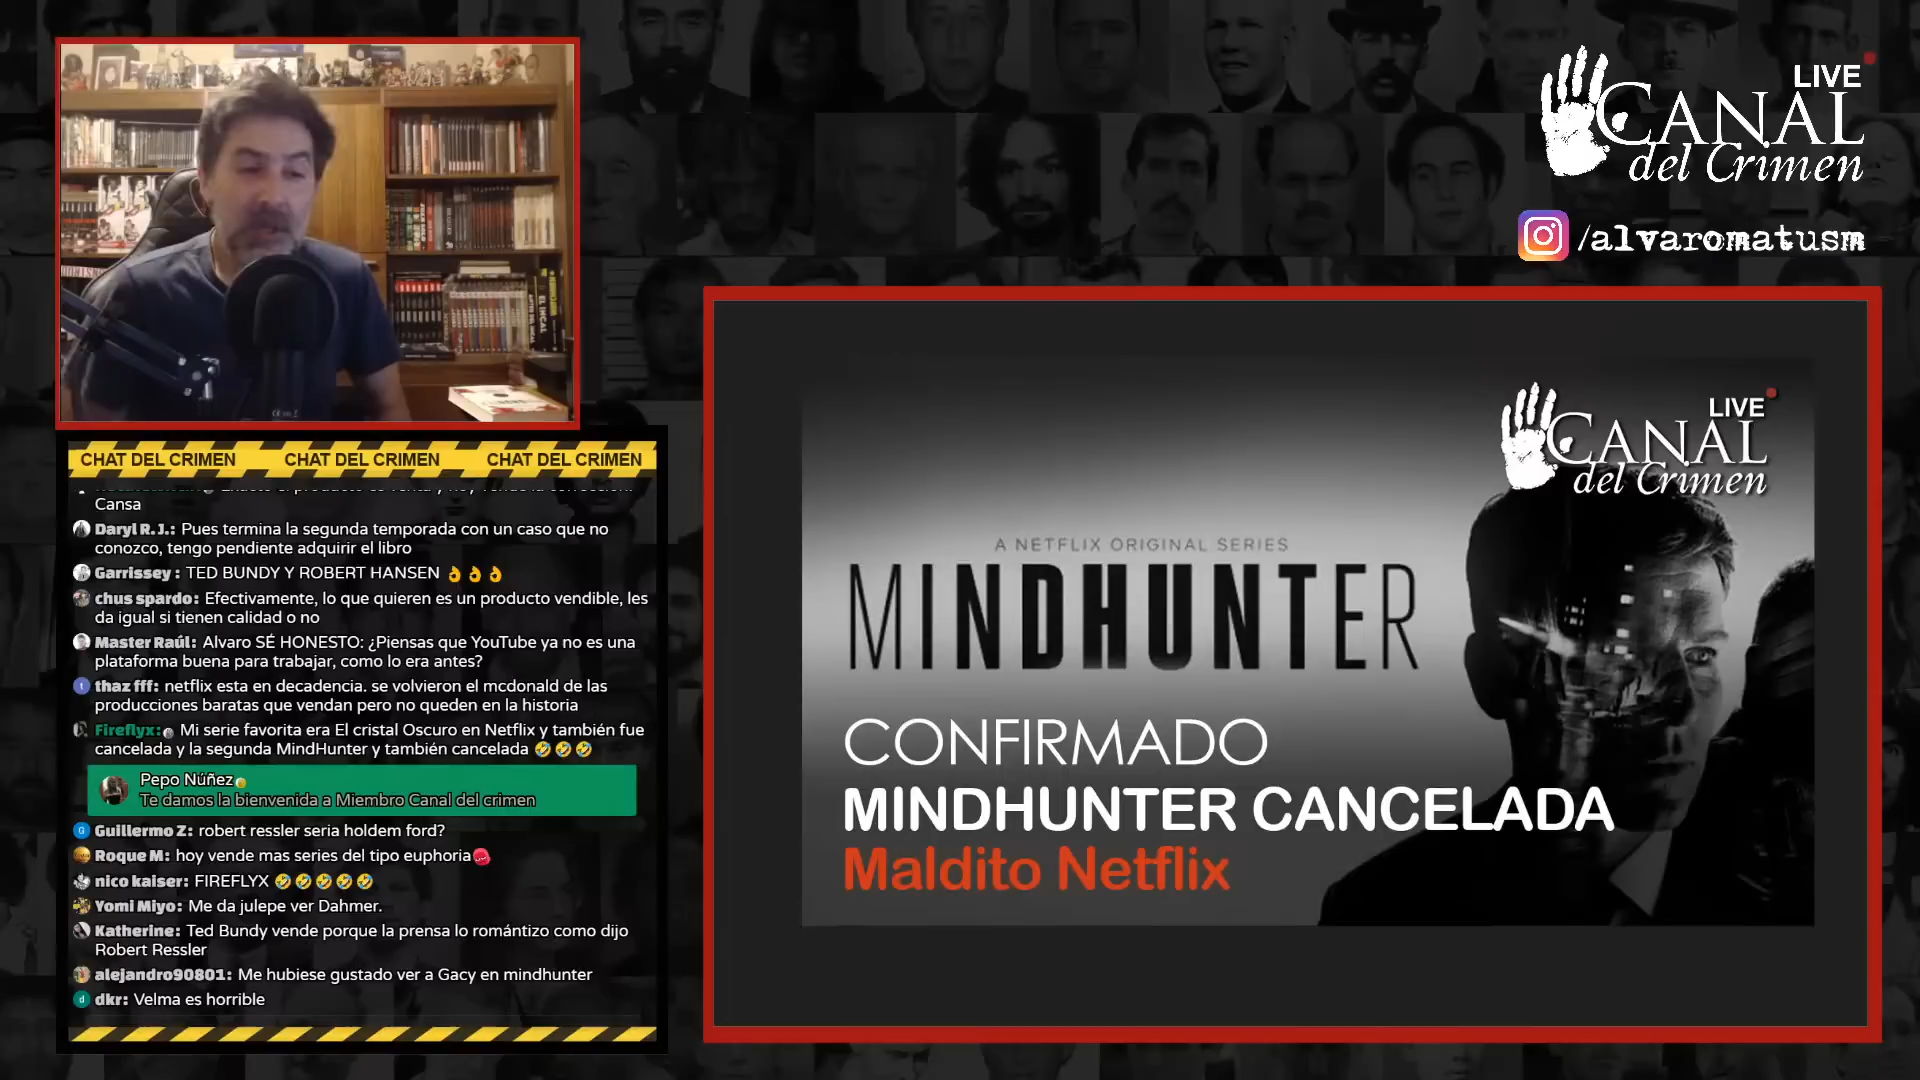 LIVE
CANAL
del Crimen
/alvaromatusm
CHAT DEL CRIMEN CHAT DEL CRIMEN CHAT DEL CRIMEN
Cansa
Daryl R.J.: Pues termina la segunda temporada con un caso que no
conozco, tengo pendiente adquirir el libro
Garrissey : TED BUNDY Y ROBERT HANSEN 👌👌👌
chus spardo: Efectivamente, lo que quieren es un producto vendible, les
da igual si tienen calidad o no
Master Raúl: Alvaro SÉ HONESTO: ¿Piensas que YouTube ya no es una
plataforma buena para trabajar, como lo era antes?
thaz fff: netflix esta en decadencia. se volvieron el mcdonald de las
producciones baratas que vendan pero no queden en la historia
Fireflyx: Mi serie favorita era El cristal Oscuro en Netflix y también fue
cancelada y la segunda MindHunter y también cancelada 🤣🤣🤣
Pepo Núñez
Te damos la bienvenida a Miembro Canal del crimen
Guillermo Z: robert ressler seria holdem ford?
Roque M: hoy vende mas series del tipo euphoria
nico kaiser: FIREFLYX 🤣🤣🤣🤣🤣
Yomi Miyo: Me da julepe ver Dahmer.
Katherine: Ted Bundy vende porque la prensa lo romántizo como dijo
Robert Ressler
alejandro90801: Me hubiese gustado ver a Gacy en mindhunter
dkr: Velma es horrible
LIVE
CANAL
del Crimen
A NETFLIX ORIGINAL SERIES
MINDHUNTER
CONFIRMADO
MINDHUNTER CANCELADA
Maldito Netflix
EL INCAL